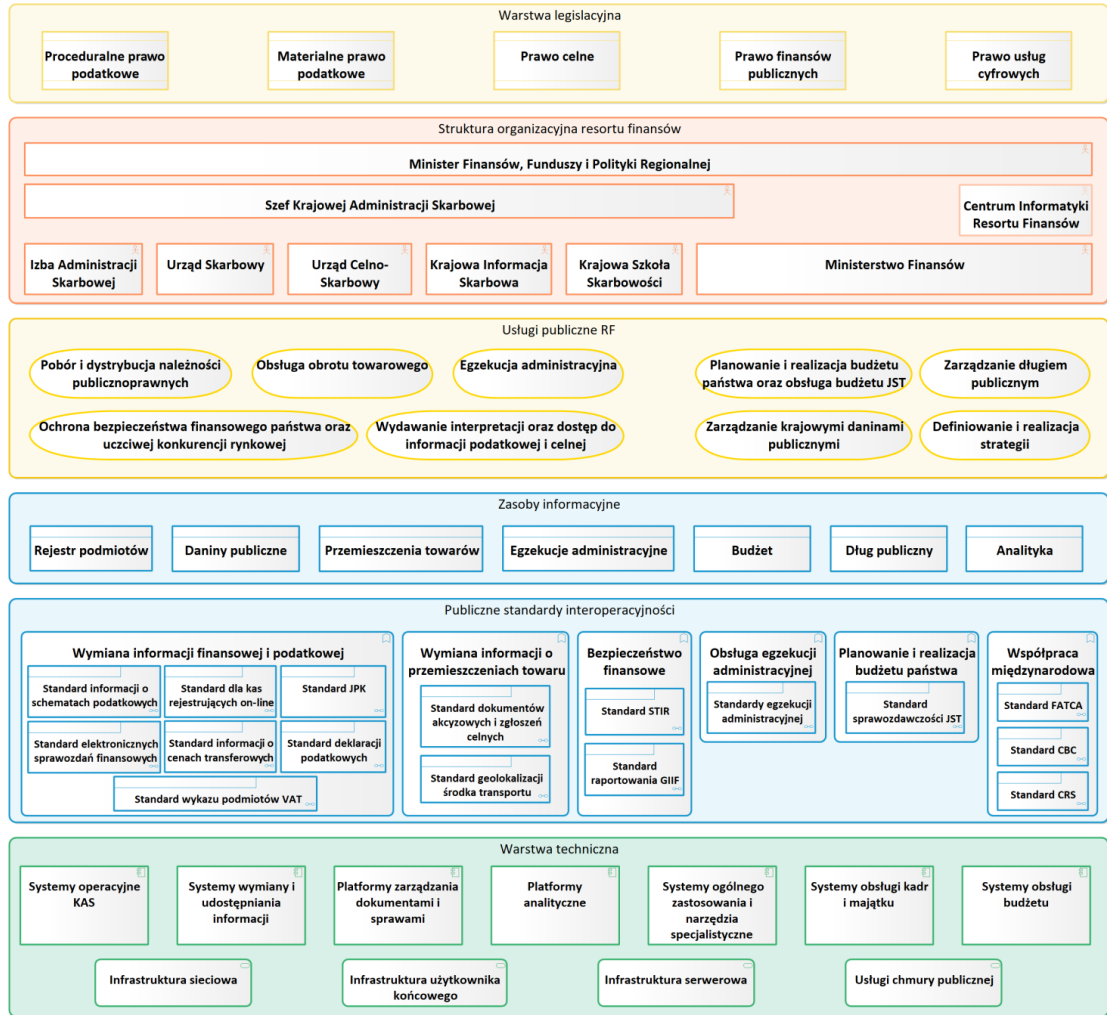 Warstwa legislacyjna
Proceduralne prawo
podatkowe
Materialne prawo
podatkowe
Prawo celne
Prawo finansów
publicznych
Prawo usług
cyfrowych
Struktura organizacyjna resortu finansów
Minister Finansów, Funduszy i Polityki Regionalnej
Szef Krajowej Administracji Skarbowej
Centrum Informatyki
Resortu Finansów
Izba Administracji
Skarbowej
Urząd Skarbowy
Urząd Celno-
Skarbowy
Krajowa Informacja
Skarbowa
Krajowa Szkoła
Skarbowości
Ministerstwo Finansów
Usługi publiczne RF
Pobór i dystrybucja należności
publicznoprawnych
Obsługa obrotu towarowego
Egzekucja administracyjna
Planowanie i realizacja budżetu
państwa oraz obsługa budżetu JST
Zarządzanie długiem
publicznym
Ochrona bezpieczeństwa finansowego państwa oraz
uczciwej konkurencji rynkowej
Wydawanie interpretacji oraz dostęp do
informacji podatkowej i celnej
Zarządzanie krajowymi daninami
publicznymi
Definiowanie i realizacja
strategii
Zasoby informacyjne
Rejestr podmiotów
Daniny publiczne
Przemieszczenia towarów
Egzekucje administracyjne
Budżet
Dług publiczny
Analityka
Publiczne standardy interoperacyjności
Wymiana informacji finansowej i podatkowej
Standard informacji o
schematach podatkowych
Standard dla kas
rejestrujących on-line
Standard JPK
Standard elektronicznych
sprawozdań finansowych
Standard informacji o
cenach transferowych
Standard deklaracji
podatkowych
Standard wykazu podmiotów VAT
Wymiana informacji o
przemieszczeniach towaru
Standard dokumentów
akcyzowych i zgłoszeń
celnych
Standard geolokalizacji
środka transportu
Bezpieczeństwo
finansowe
Standard STIR
Standard
raportowania GIIF
Obsługa egzekucji
administracyjnej
Standardy egzekucji
administracyjnej
Planowanie i realizacja
budżetu państwa
Standard
sprawozdawczości JST
Współpraca
międzynarodowa
Standard FATCA
Standard CBC
Standard CRS
Warstwa techniczna
Systemy operacyjne
KAS
Systemy wymiany i
udostępniania
informacji
Platformy zarządzania
dokumentami i
sprawami
Platformy
analityczne
Systemy ogólnego
zastosowania i
narzędzia
specjalistyczne
Systemy obsługi kadr
i majątku
Systemy obsługi
budżetu
Infrastruktura sieciowa
Infrastruktura użytkownika
końcowego
Infrastruktura serwerowa
Usługi chmury publicznej